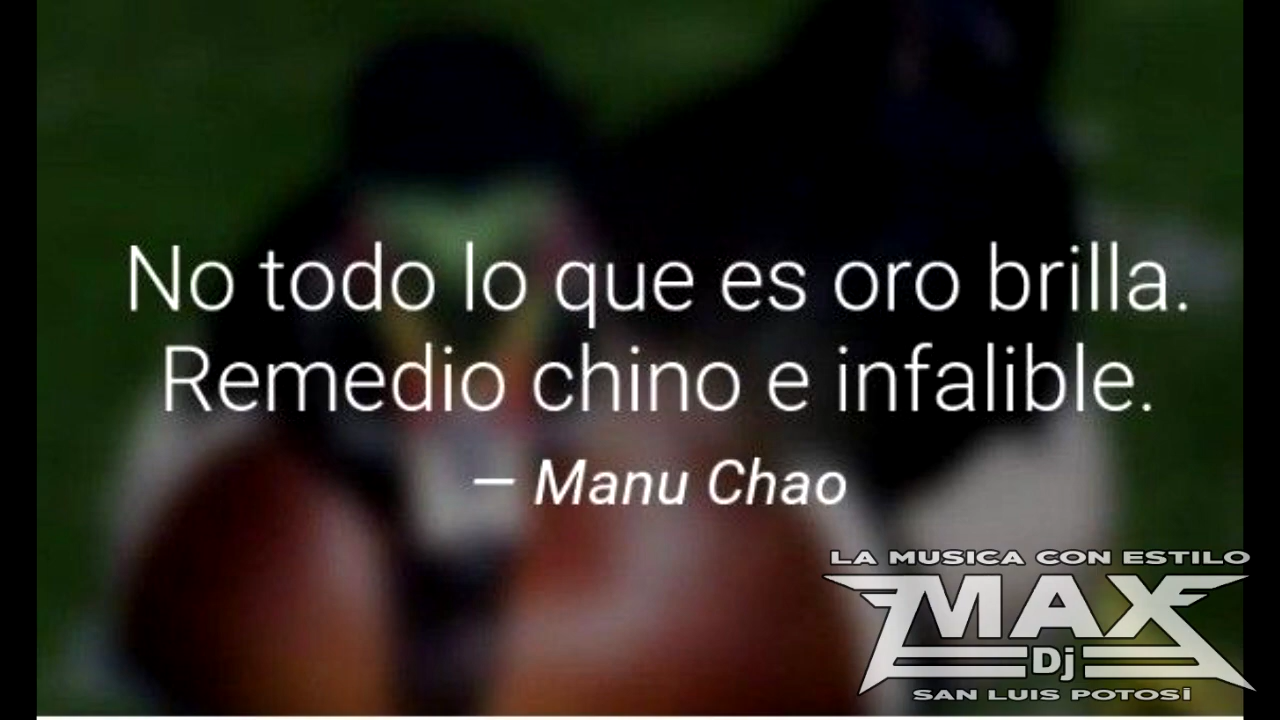 No todo lo que es oro brilla.
Remedio chino e infalible.
— Manu Chao
LA MUSICA CON ESTILO
MAX
Dj
SAN LUIS POTOSÍ